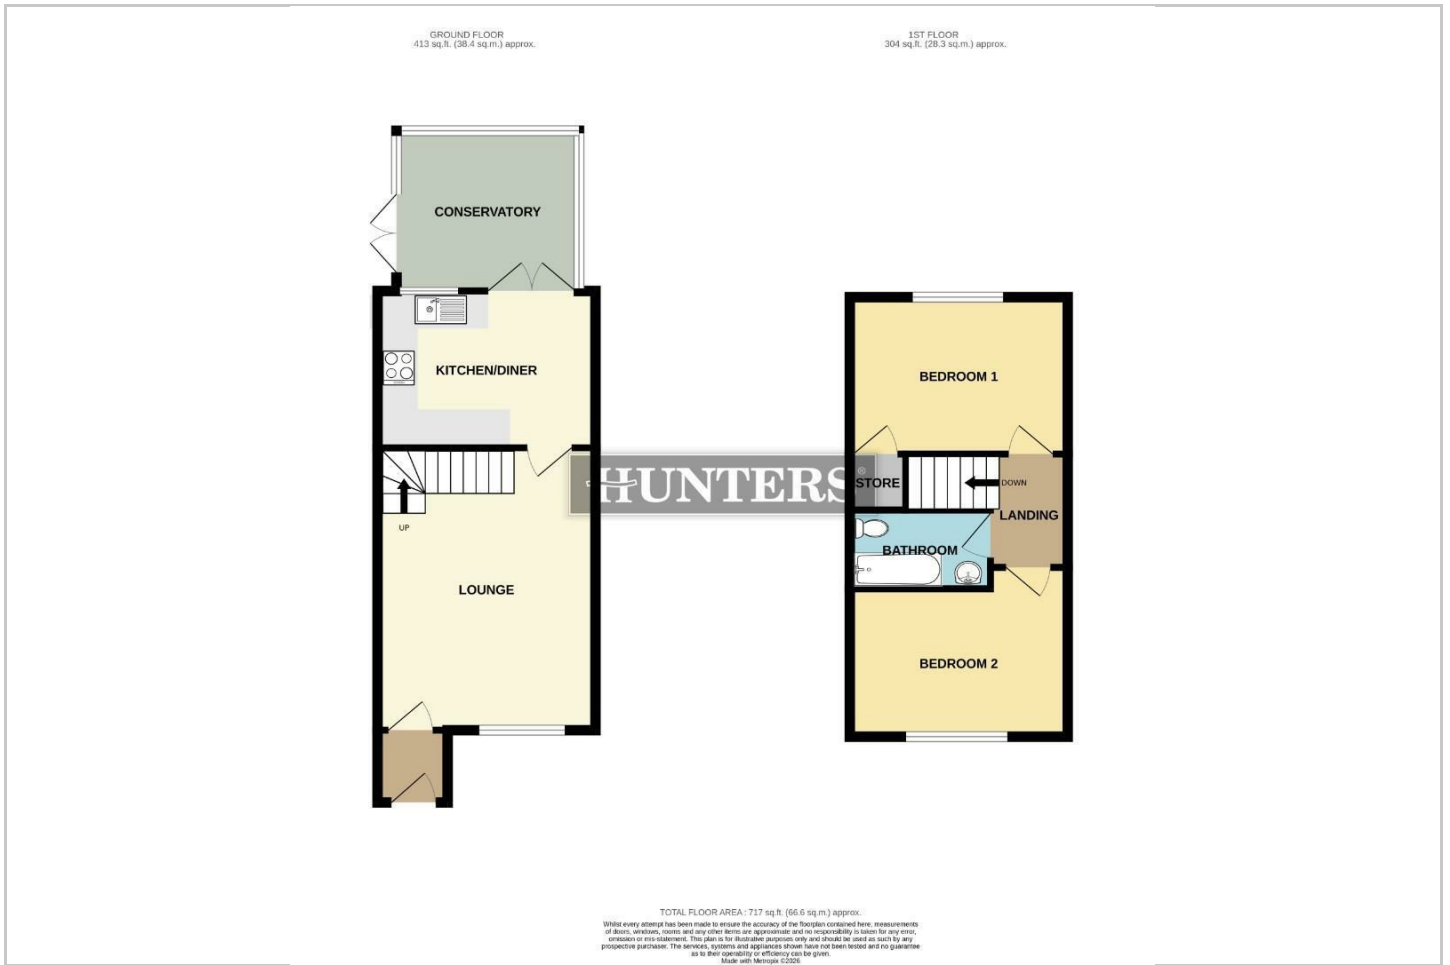 GROUND FLOOR
413 sq.ft. (38.4 sq.m.) approx.
1ST FLOOR
304 sq.ft. (28.3 sq.m.) approx.
CONSERVATORY
KITCHEN/DINER
UP
LOUNGE
HUNTERS®
BEDROOM 1
STORE
DOWN
LANDING
BATHROOM
BEDROOM 2
TOTAL FLOOR AREA : 717 sq.ft. (66.6 sq.m.) approx.
Whilst every attempt has been made to ensure the accuracy of the floorplan contained here, measurements
of doors, windows, rooms and any other items are approximate and no responsibility is taken for any error,
omission or mis-statement. This plan is for illustrative purposes only and should be used as such by any
prospective purchaser. The services, systems and appliances shown have not been tested and no guarantee
as to their operability or efficiency can be given.
Made with Metropix ©2026